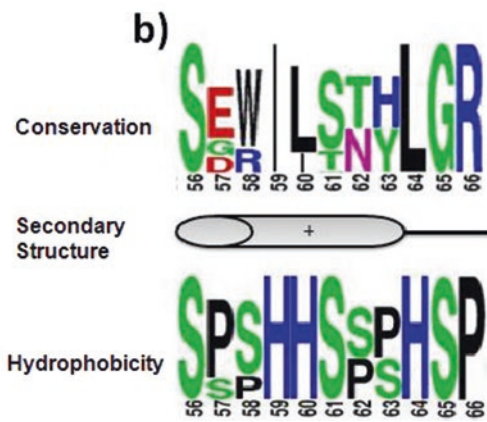 b)
Conservation
S E W I L S T H L G R
G D R I T N Y
56 57 58 59 60 61 62 63 64 65 66
Secondary
Structure
+
Hydrophobicity
S P S H H S S P H S P
S P P S
56 57 58 59 60 61 62 63 64 65 66